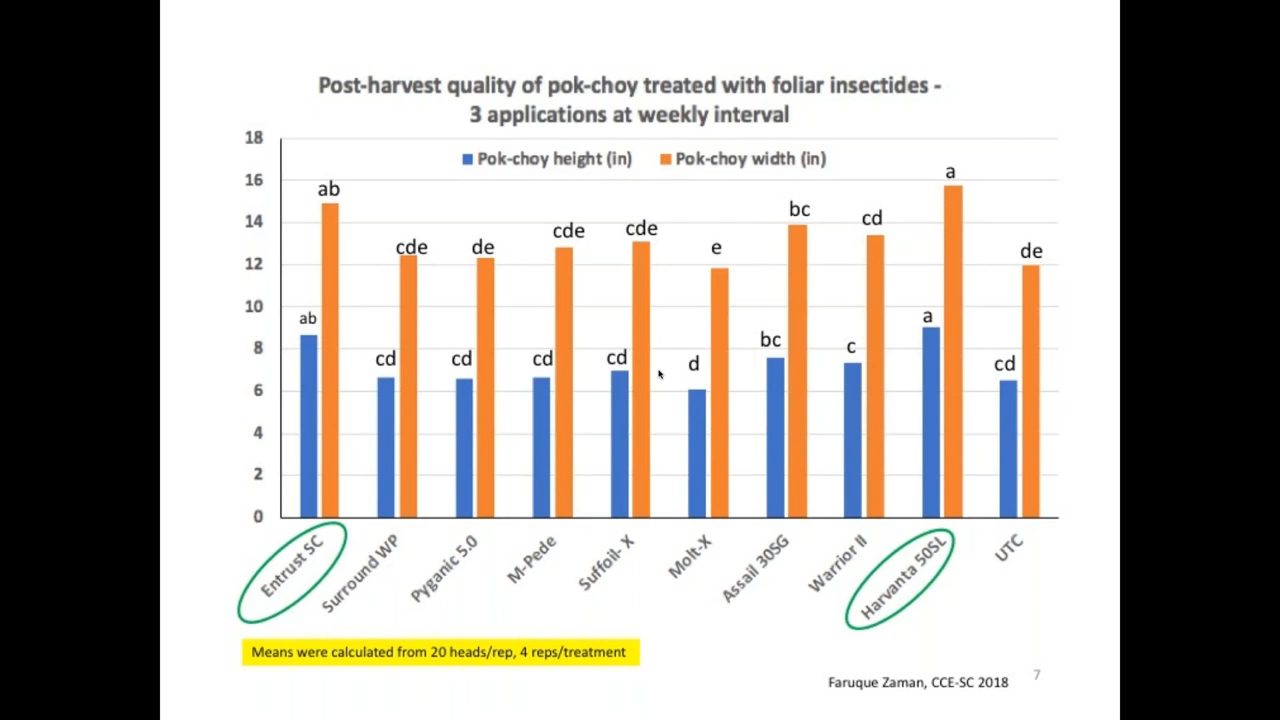 Post-harvest quality of pok-choy treated with foliar insectides -
3 applications at weekly interval
18
16
14
12
10
8
6
4
2
0
Pok-choy height (in) Pok-choy width (in)
ab
ab
cd
cde
cd
de
cd
cde
cd
cde
d
e
bc
bc
c
cd
a
a
cd
de
Entrust SC
Surround WP
Pyganic 5.0
M-Pede
Suffoil- X
Molt-X
Assail 30SG
Warrior II
Harvanta 50SL
UTC
Means were calculated from 20 heads/rep, 4 reps/treatment
Faruque Zaman, CCE-SC 2018
7